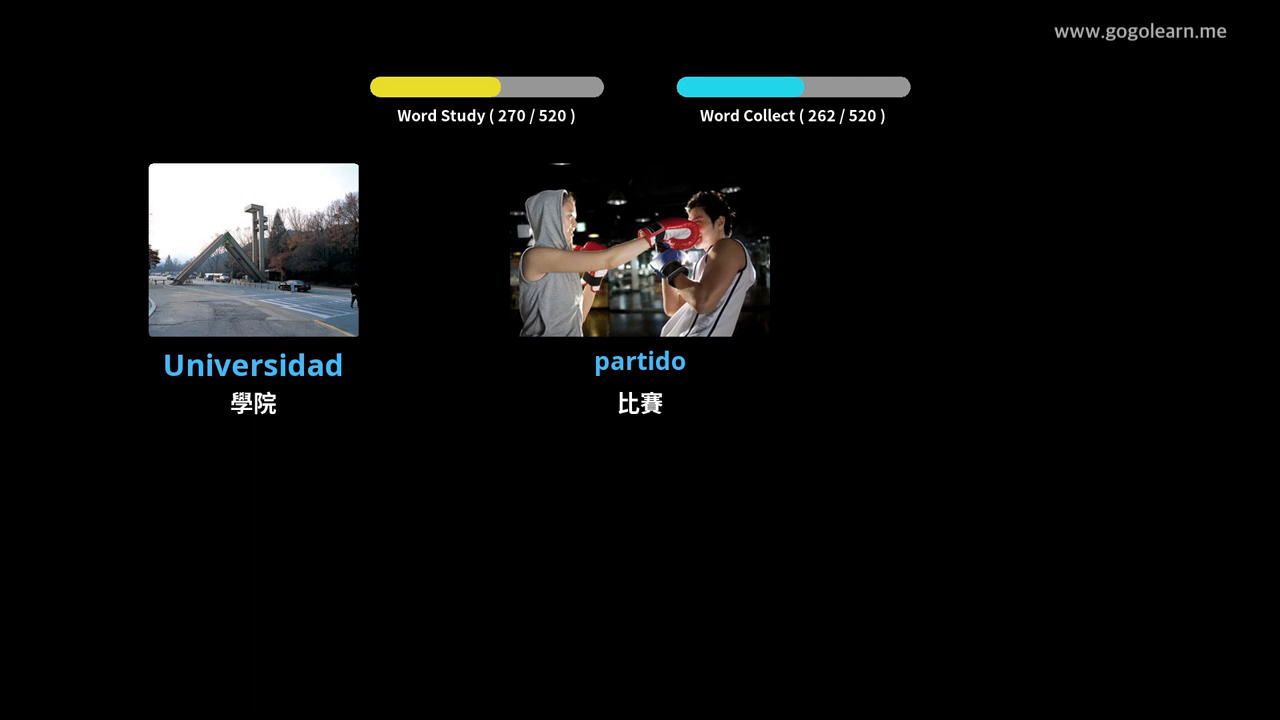 www.gogolearn.me
Word Study ( 270 / 520 )
Word Collect ( 262 / 520 )
Universidad
學院
partido
比賽